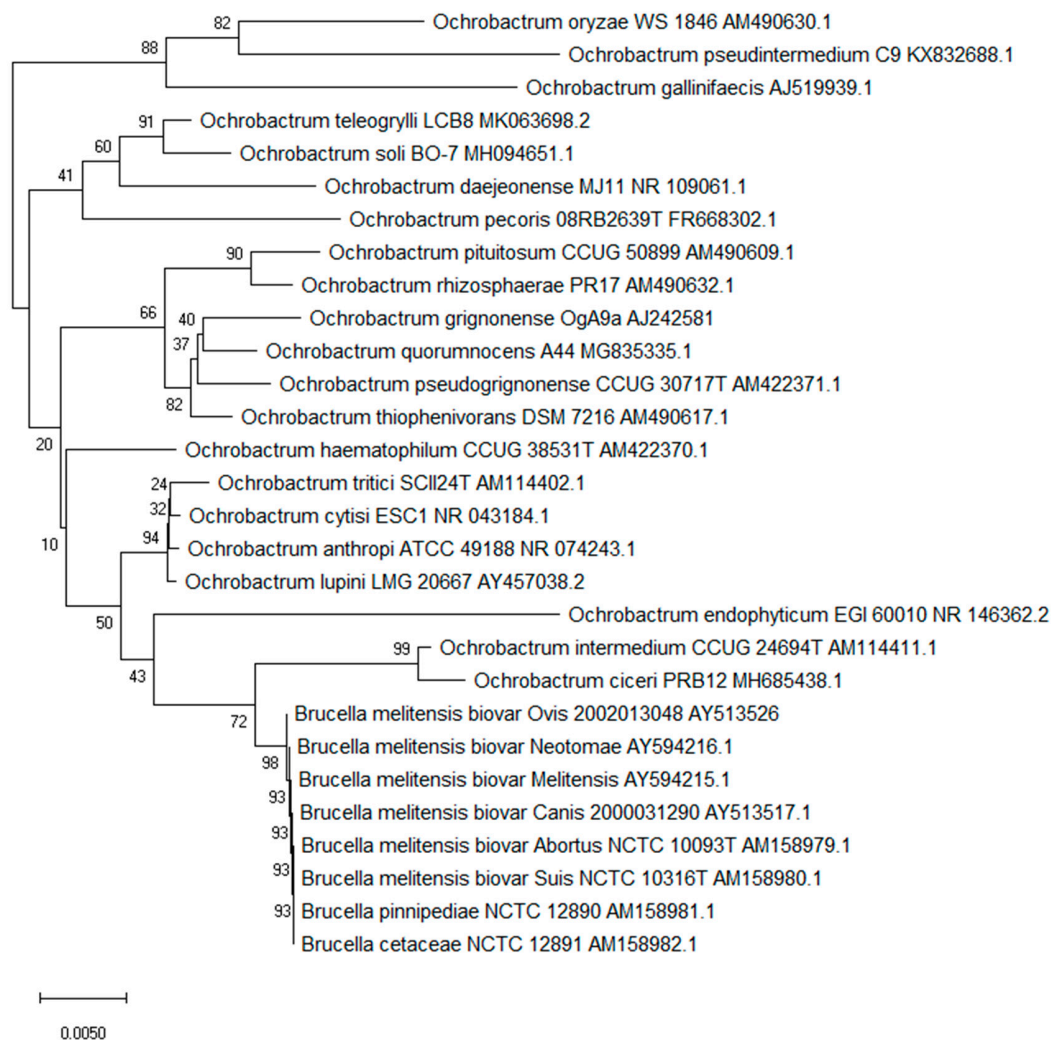 82
Ochrobactrum oryzae WS 1846 AM490630.1
88
Ochrobactrum pseudintermedium C9 KX832688.1
Ochrobactrum gallinifaecis AJ519939.1
91
Ochrobactrum teleogrylli LCB8 MK063698.2
60
Ochrobactrum soli BO-7 MH094651.1
41
Ochrobactrum daejeonense MJ11 NR 109061.1
Ochrobactrum pecoris 08RB2639T FR668302.1
90
Ochrobactrum pituitosum CCUG 50899 AM490609.1
Ochrobactrum rhizosphaerae PR17 AM490632.1
66
40
Ochrobactrum grignonense OgA9a AJ242581
37
Ochrobactrum quorumnocens A44 MG835335.1
Ochrobactrum pseudogrignonense CCUG 30717T AM422371.1
82
Ochrobactrum thiophenivorans DSM 7216 AM490617.1
20
Ochrobactrum haematophilum CCUG 38531T AM422370.1
24
Ochrobactrum tritici SCII24T AM114402.1
32
Ochrobactrum cytisi ESC1 NR 043184.1
94
Ochrobactrum anthropi ATCC 49188 NR 074243.1
10
Ochrobactrum lupini LMG 20667 AY457038.2
50
Ochrobactrum endophyticum EGI 60010 NR 146362.2
99
Ochrobactrum intermedium CCUG 24694T AM114411.1
43
Ochrobactrum ciceri PRB12 MH685438.1
72
Brucella melitensis biovar Ovis 2002013048 AY513526
Brucella melitensis biovar Neotomae AY594216.1
98
Brucella melitensis biovar Melitensis AY594215.1
93
Brucella melitensis biovar Canis 2000031290 AY513517.1
93
Brucella melitensis biovar Abortus NCTC 10093T AM158979.1
93
Brucella melitensis biovar Suis NCTC 10316T AM158980.1
93
Brucella pinnipediae NCTC 12890 AM158981.1
Brucella cetaceae NCTC 12891 AM158982.1
0.0050